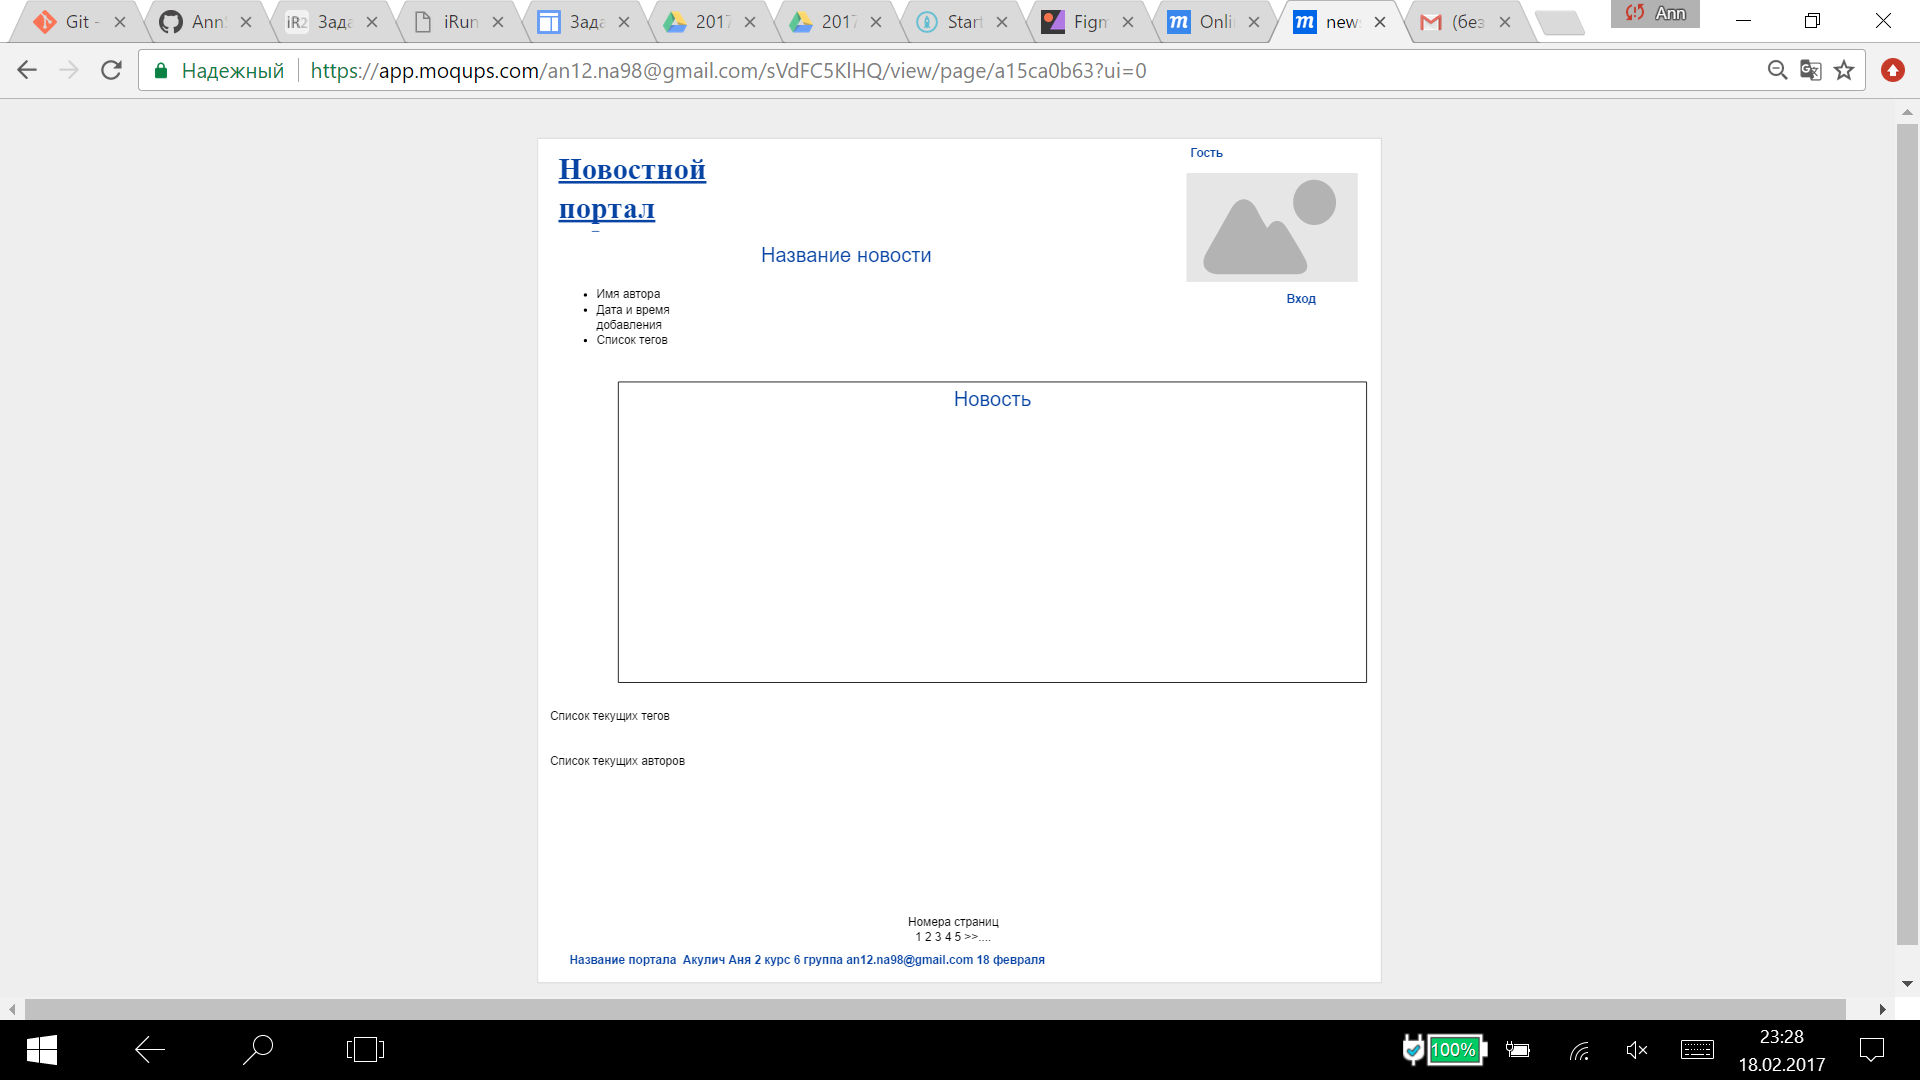 Git -
Ann
iR2 Зада
iRun
Зада
2017
2017
Start
Figm
m Onli
m new
(без
Ann
Надежный https://app.moqups.com/an12.na98@gmail.com/sVdFC5KlHQ/view/page/a15ca0b63?ui=0
Гость
Новостной
портал
Название новости
Вход
Имя автора
Дата и время
добавления
Список тегов
Новость
Список текущих тегов
Список текущих авторов
Номера страниц
1 2 3 4 5 >>....
Название портала Акулич Аня 2 курс 6 группа an12.na98@gmail.com 18 февраля
100%
23:28
18.02.2017